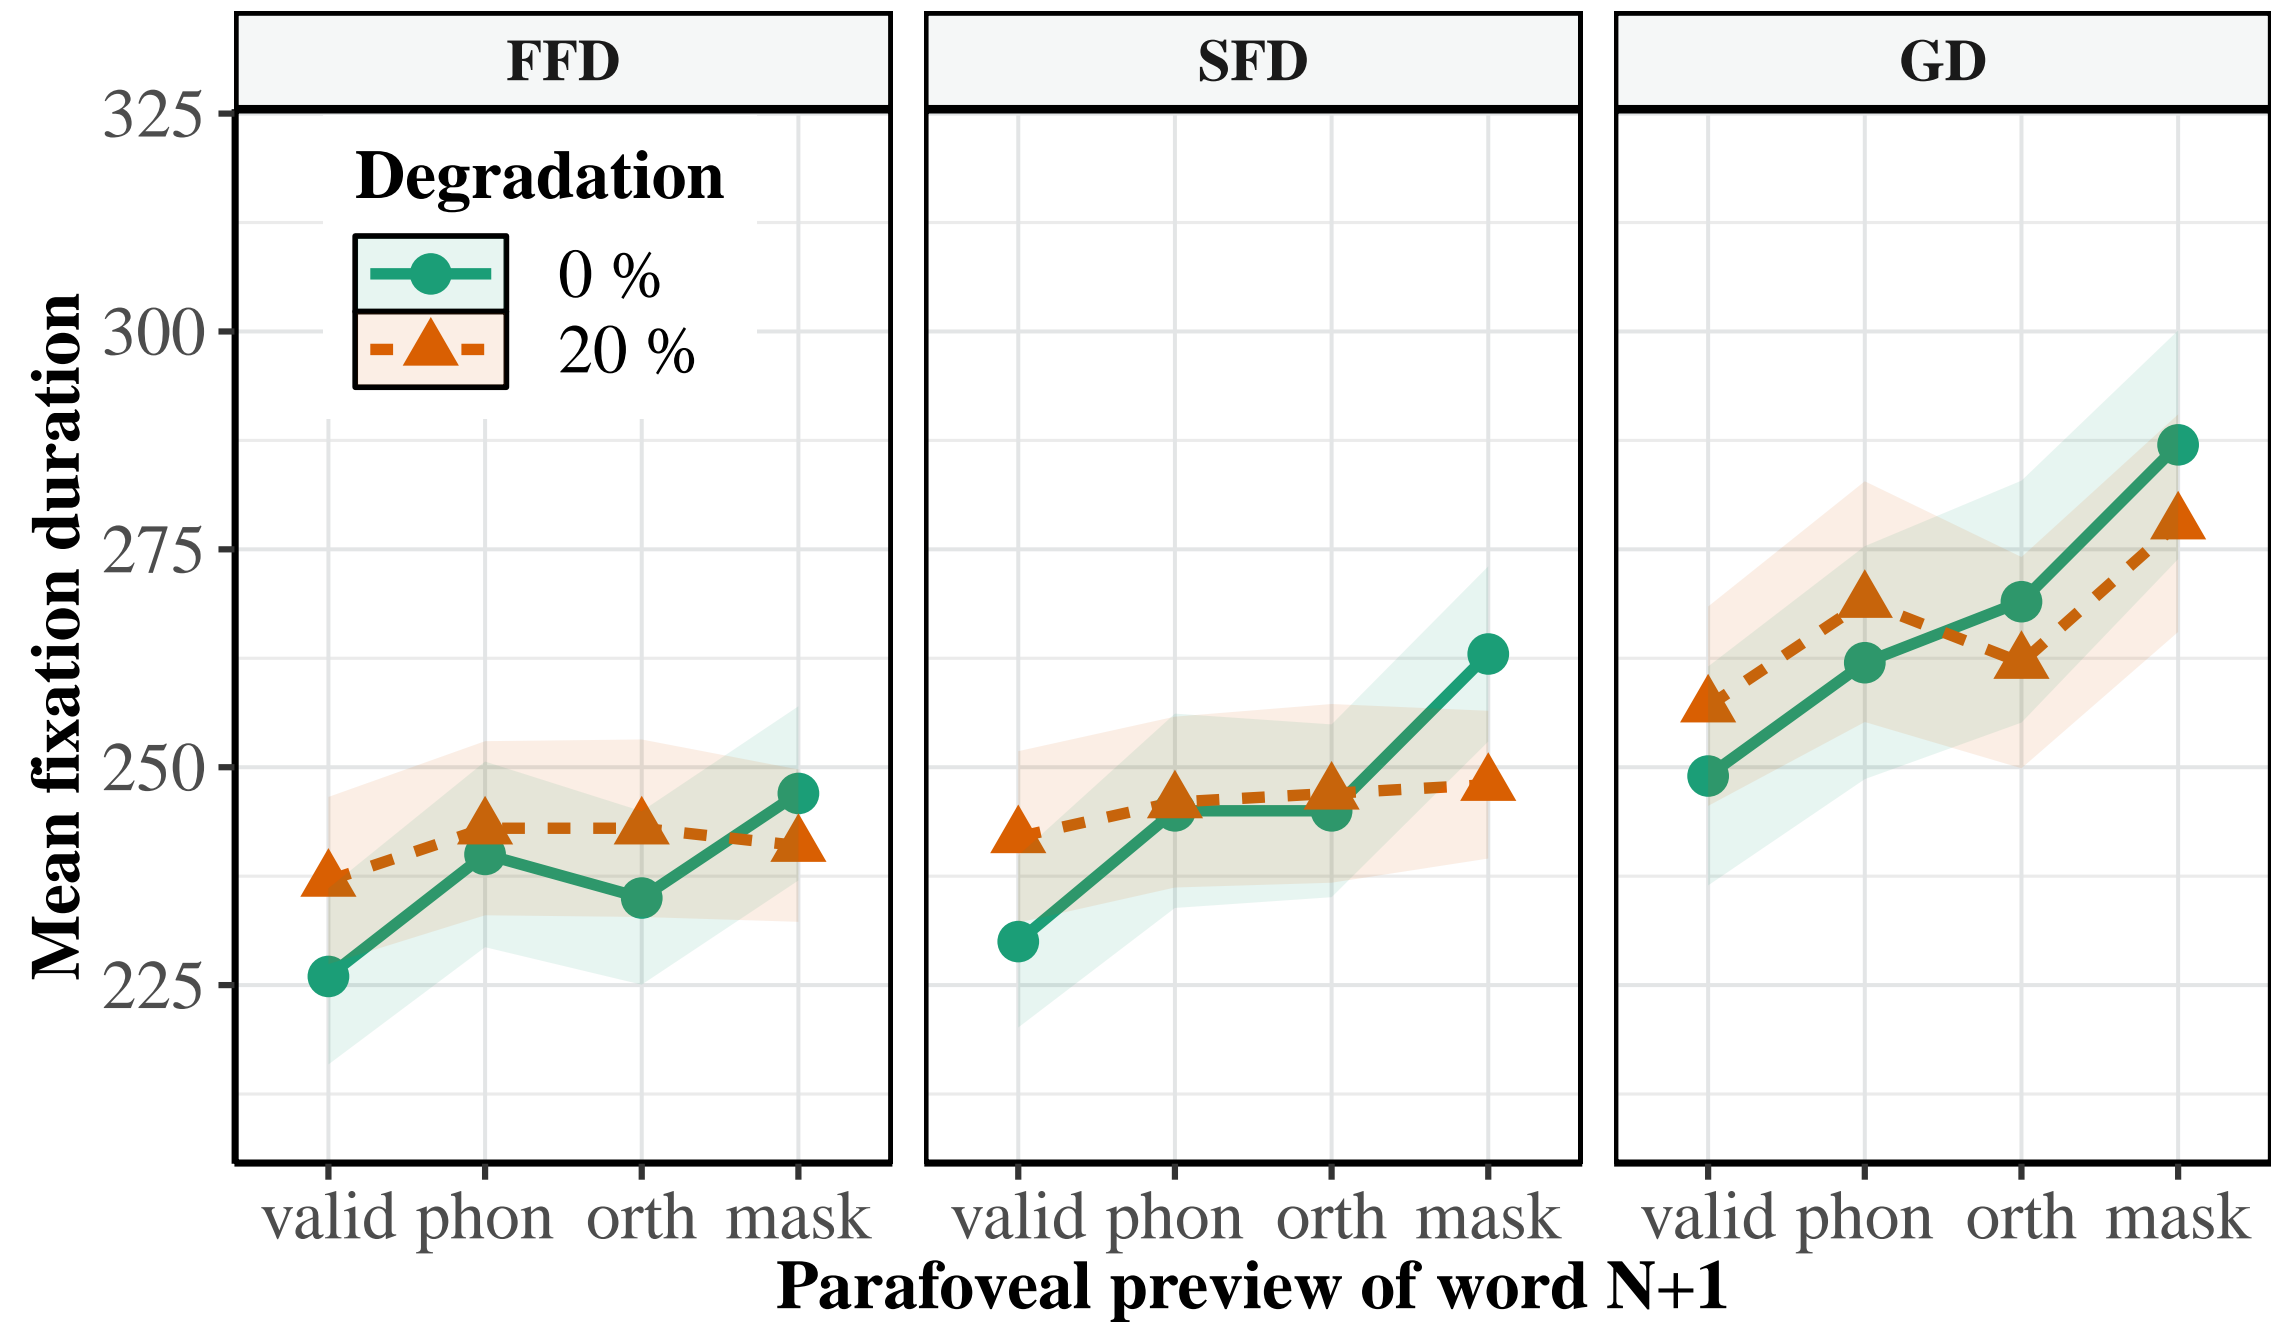 FFD SFD GD
Degradation
0 %
20 %
Mean fixation duration
325
300
275
250
225
valid phon orth mask valid phon orth mask valid phon orth mask
Parafoveal preview of word N+1